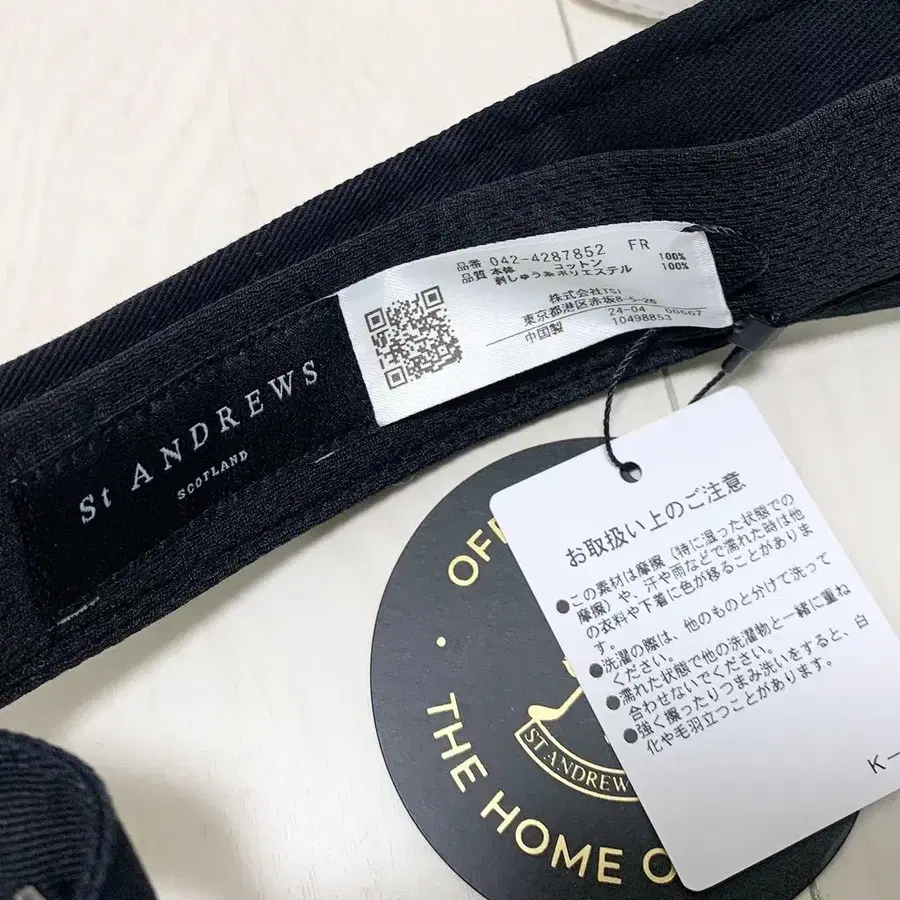 品番 042-4287852 FR
品質 本体 コットン 100%
刺しゅう糸 ポリエステル 100%
株式会社TSI
東京都港区赤坂8-5-26
24-04 00567
中国製 10498853
St ANDREWS
SCOTLAND
THE HOME O
ST ANDREW
お取扱い上のご注意
●この素材は摩擦(特に湿った状態での
摩擦)や、汗や雨などで濡れた時は他
の衣料や下着に色が移ることがありま
す。
●洗濯の際は、他のものと分けて洗って
ください。
●濡れた状態で他の洗濯物と一緒に重ね
合わせないでください。
●強く擦ったりつまみ洗いをすると、白
化や毛羽立つことがあります。
K-